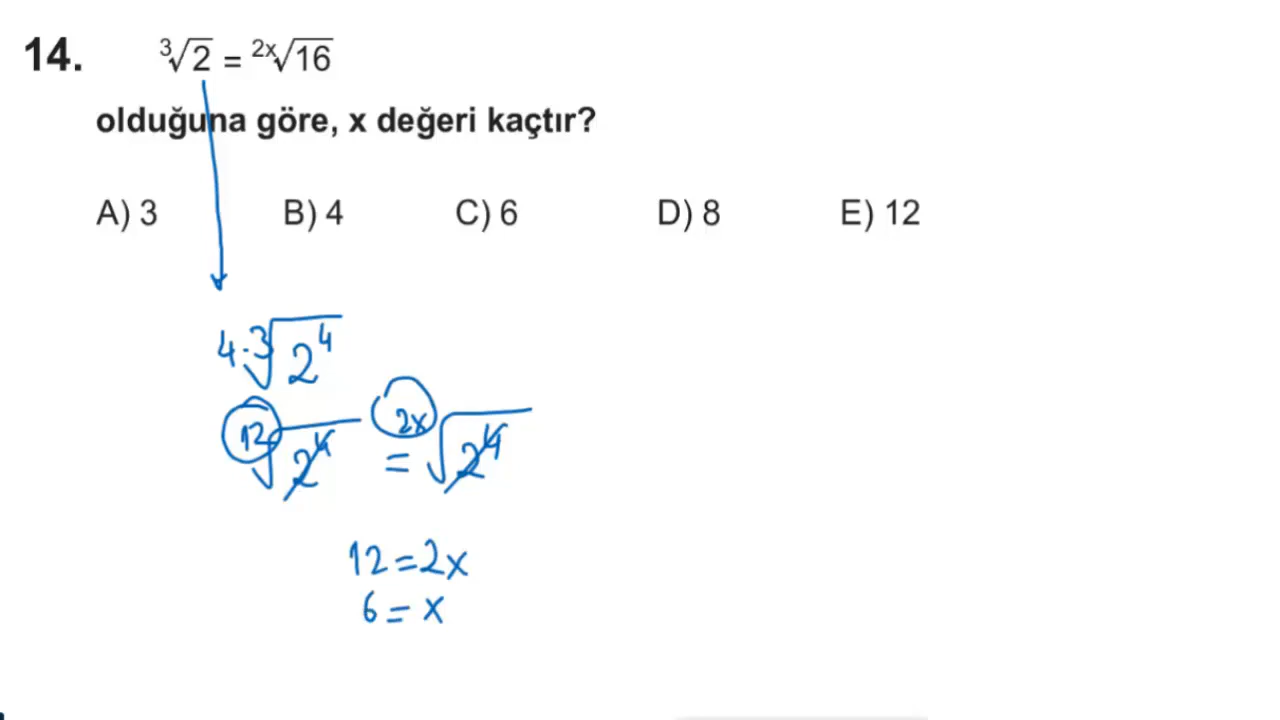 14. ³√2 = ²ˣ√16
olduğuna göre, x değeri kaçtır?
A) 3 B) 4 C) 6 D) 8 E) 12
⁴·³√2⁴
¹²√2⁴ = ²ˣ√2⁴
12=2x
6=x